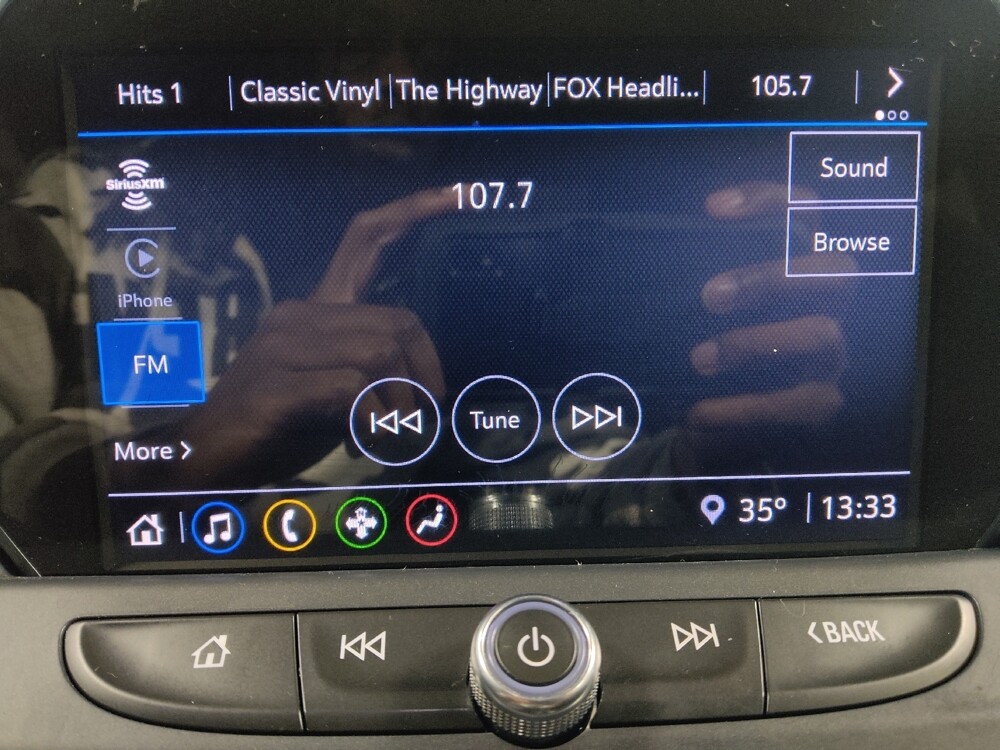 Hits 1
Classic Vinyl
The Highway
FOX Headli...
105.7
SiriusXM
107.7
Sound
Browse
iPhone
FM
Tune
More >
35°
13:33
<BACK